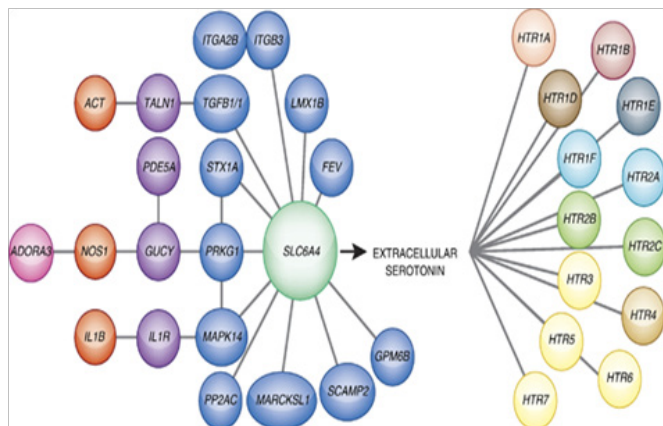 ITGA2B
ITGB3
HTR1A
HTR1B
ACT
TALN1
TGFB1/1
LMX1B
HTR1D
HTR1E
PDE5A
STX1A
FEV
HTR1F
HTR2A
HTR2B
ADORA3
NOS1
GUCY
PRKG1
SLC6A4
EXTRACELLULAR
SEROTONIN
HTR2C
HTR3
HTR4
IL1B
IL1R
MAPK14
GPM6B
HTR5
HTR6
PP2AC
MARCKSL1
SCAMP2
HTR7